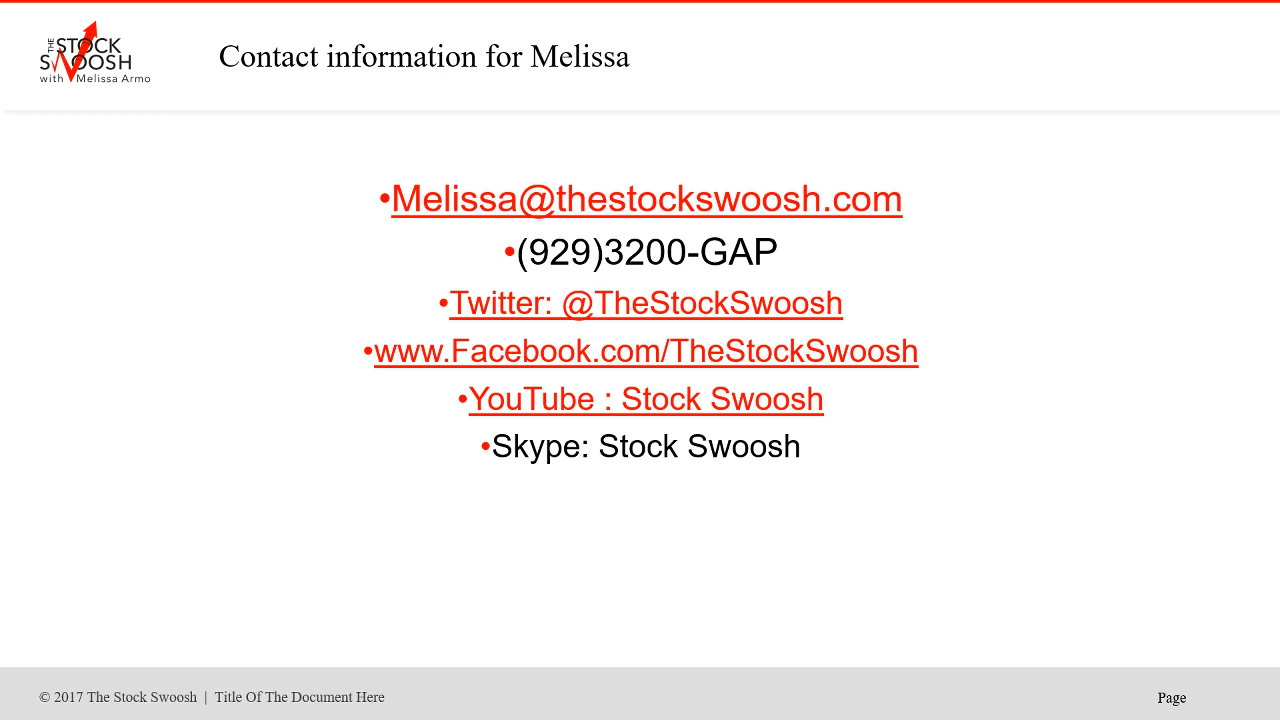 THE STOCK
SWOOSH
with Melissa Armo
Contact information for Melissa
•Melissa@thestockswoosh.com
•(929)3200-GAP
•Twitter: @TheStockSwoosh
•www.Facebook.com/TheStockSwoosh
•YouTube : Stock Swoosh
•Skype: Stock Swoosh
© 2017 The Stock Swoosh | Title Of The Document Here
Page